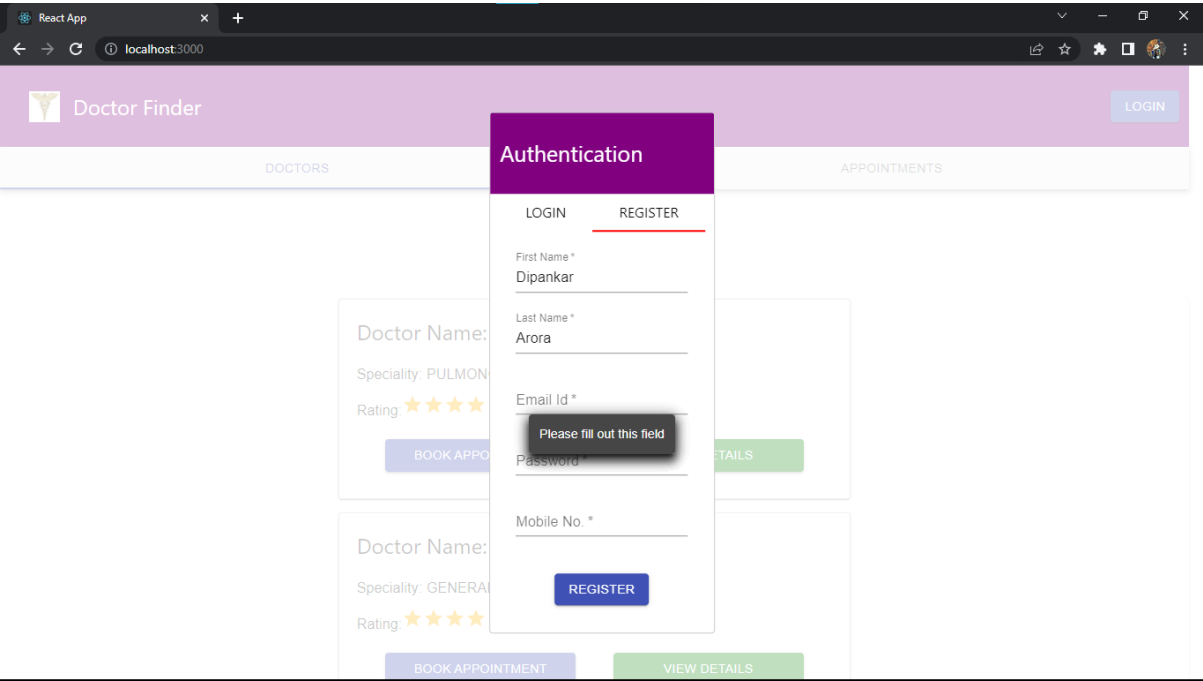 React App
localhost:3000
Doctor Finder
LOGIN
DOCTORS
APPOINTMENTS
Authentication
LOGIN REGISTER
First Name *
Dipankar
Last Name *
Arora
Email Id *
Please fill out this field
Password *
Mobile No. *
REGISTER
Doctor Name:
Speciality: PULMON
Rating:
BOOK APPO
ETAILS
Doctor Name:
Speciality: GENERA
Rating:
BOOK APPOINTMENT
VIEW DETAILS